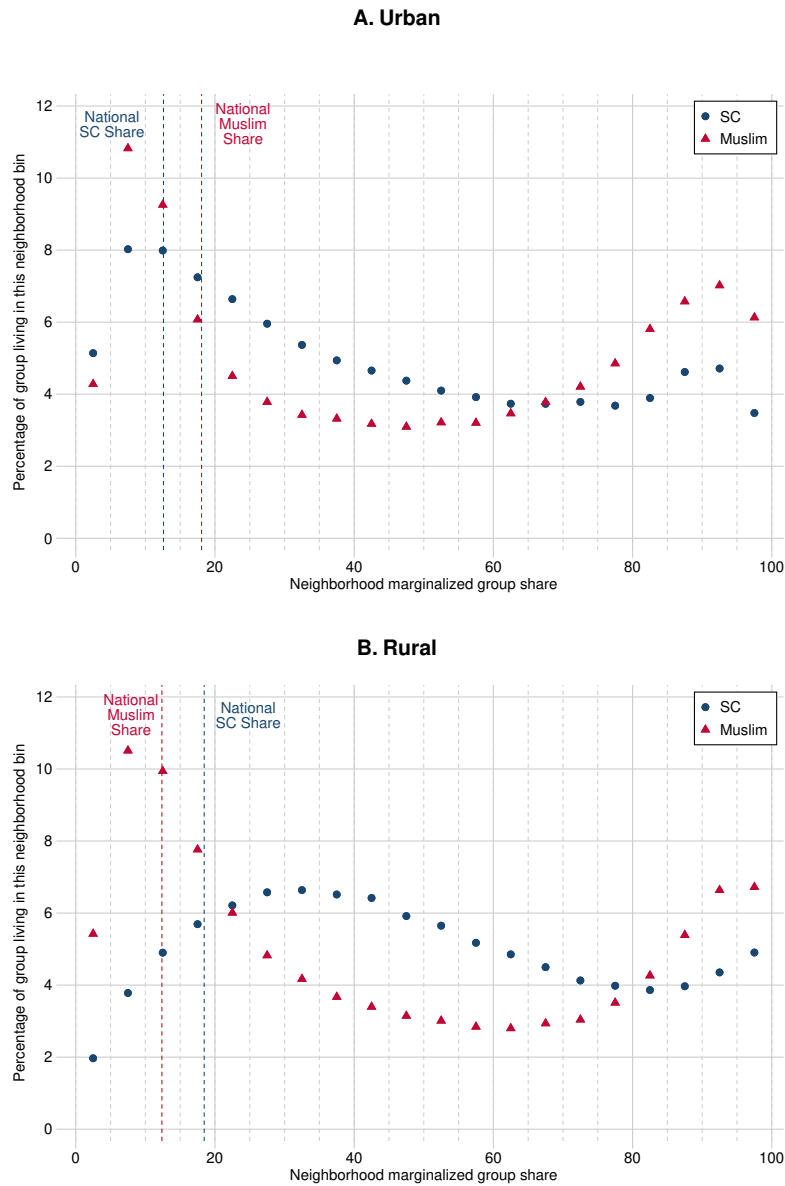 A. Urban
Percentage of group living in this neighborhood bin
12
10
8
6
4
2
0
National
SC Share
National
Muslim
Share
SC
Muslim
0 20 40 60 80 100
Neighborhood marginalized group share
B. Rural
Percentage of group living in this neighborhood bin
12
10
8
6
4
2
0
National
Muslim
Share
National
SC Share
SC
Muslim
0 20 40 60 80 100
Neighborhood marginalized group share